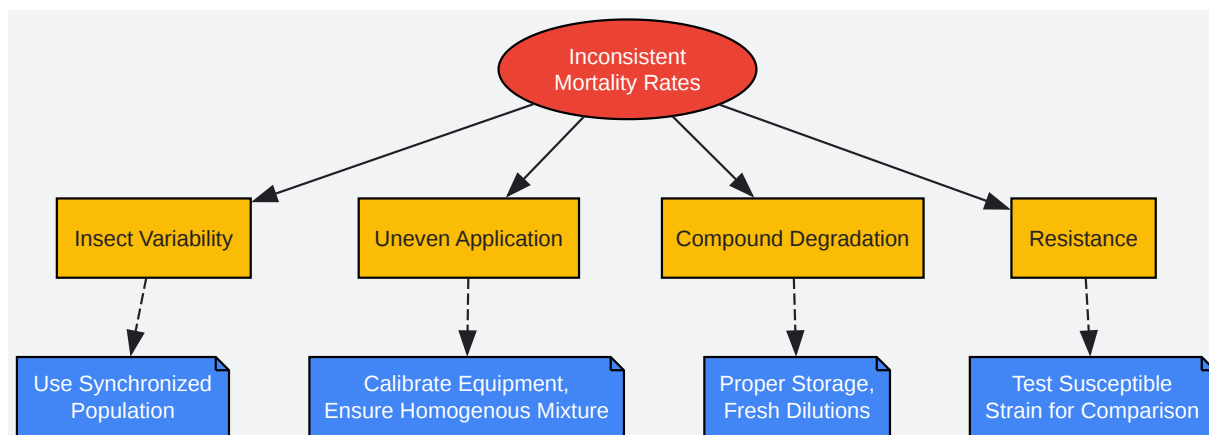 Inconsistent
Mortality Rates
Insect Variability
Uneven Application
Compound Degradation
Resistance
Use Synchronized
Population
Calibrate Equipment,
Ensure Homogenous Mixture
Proper Storage,
Fresh Dilutions
Test Susceptible
Strain for Comparison